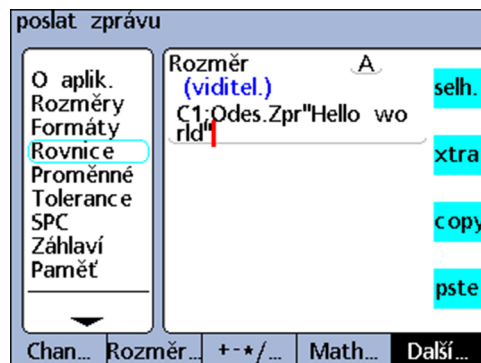 poslat zprávu
O aplik.
Rozměry
Formáty
Rovnice
Proměnné
Tolerance
SPC
Záhlaví
Paměť
Rozměr A
(viditel.)
C1:Odes.Zpr"Hello wo
rld"
selh.
xtra
copy
pste
Chan... Rozměr... +-*/... Math... Další...